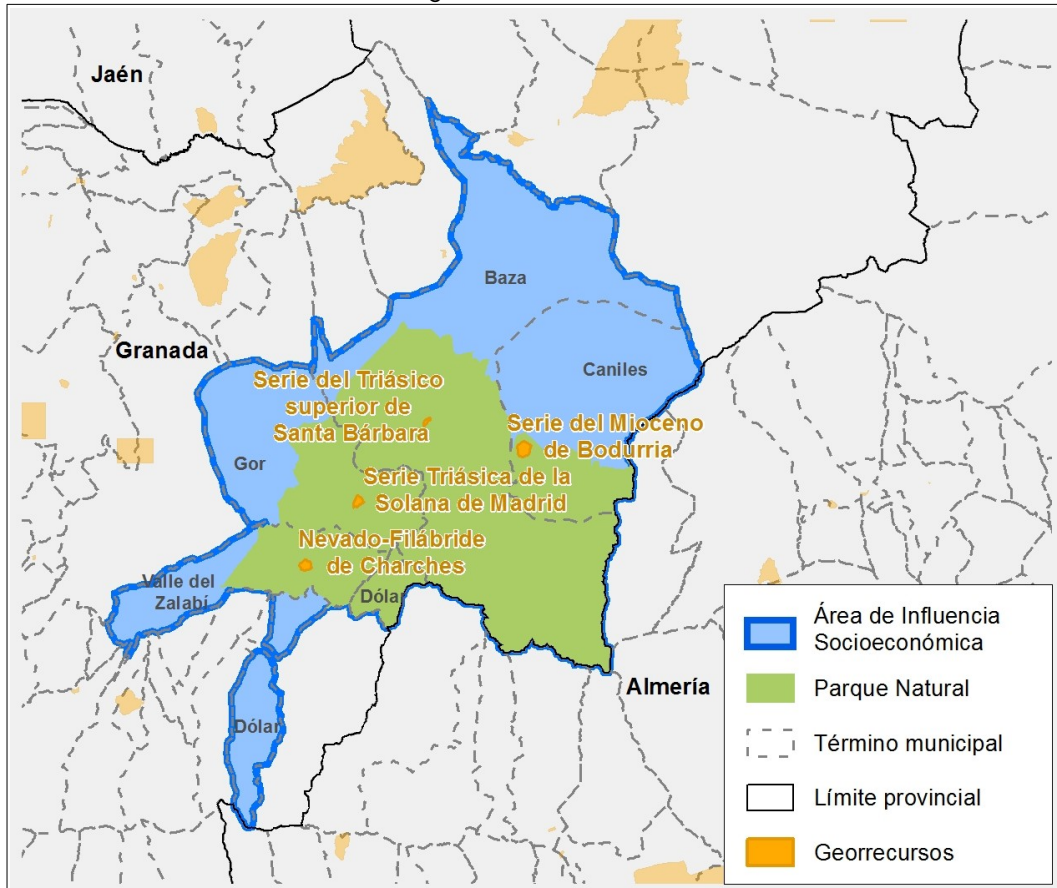 Jaén
Baza
Granada
Caniles
Serie del Triásico
superior de
Santa Bárbara
Serie del Mioceno
de Bodurria
Gor
Serie Triásica de la
Solana de Madrid
Nevado-Filábride
de Charches
Valle del
Zalabí
Dólar
Almería
Dólar
Área de Influencia
Socioeconómica
Parque Natural
Término municipal
Límite provincial
Georrecursos